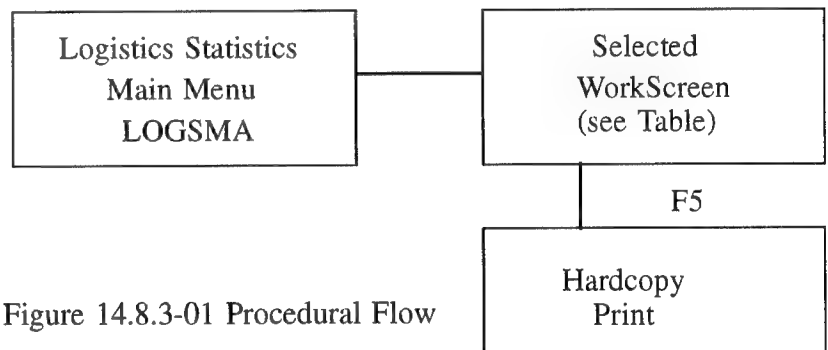 Logistics Statistics
Main Menu
LOGSMA
Selected
WorkScreen
(see Table)
F5
Hardcopy
Print
Figure 14.8.3-01 Procedural Flow